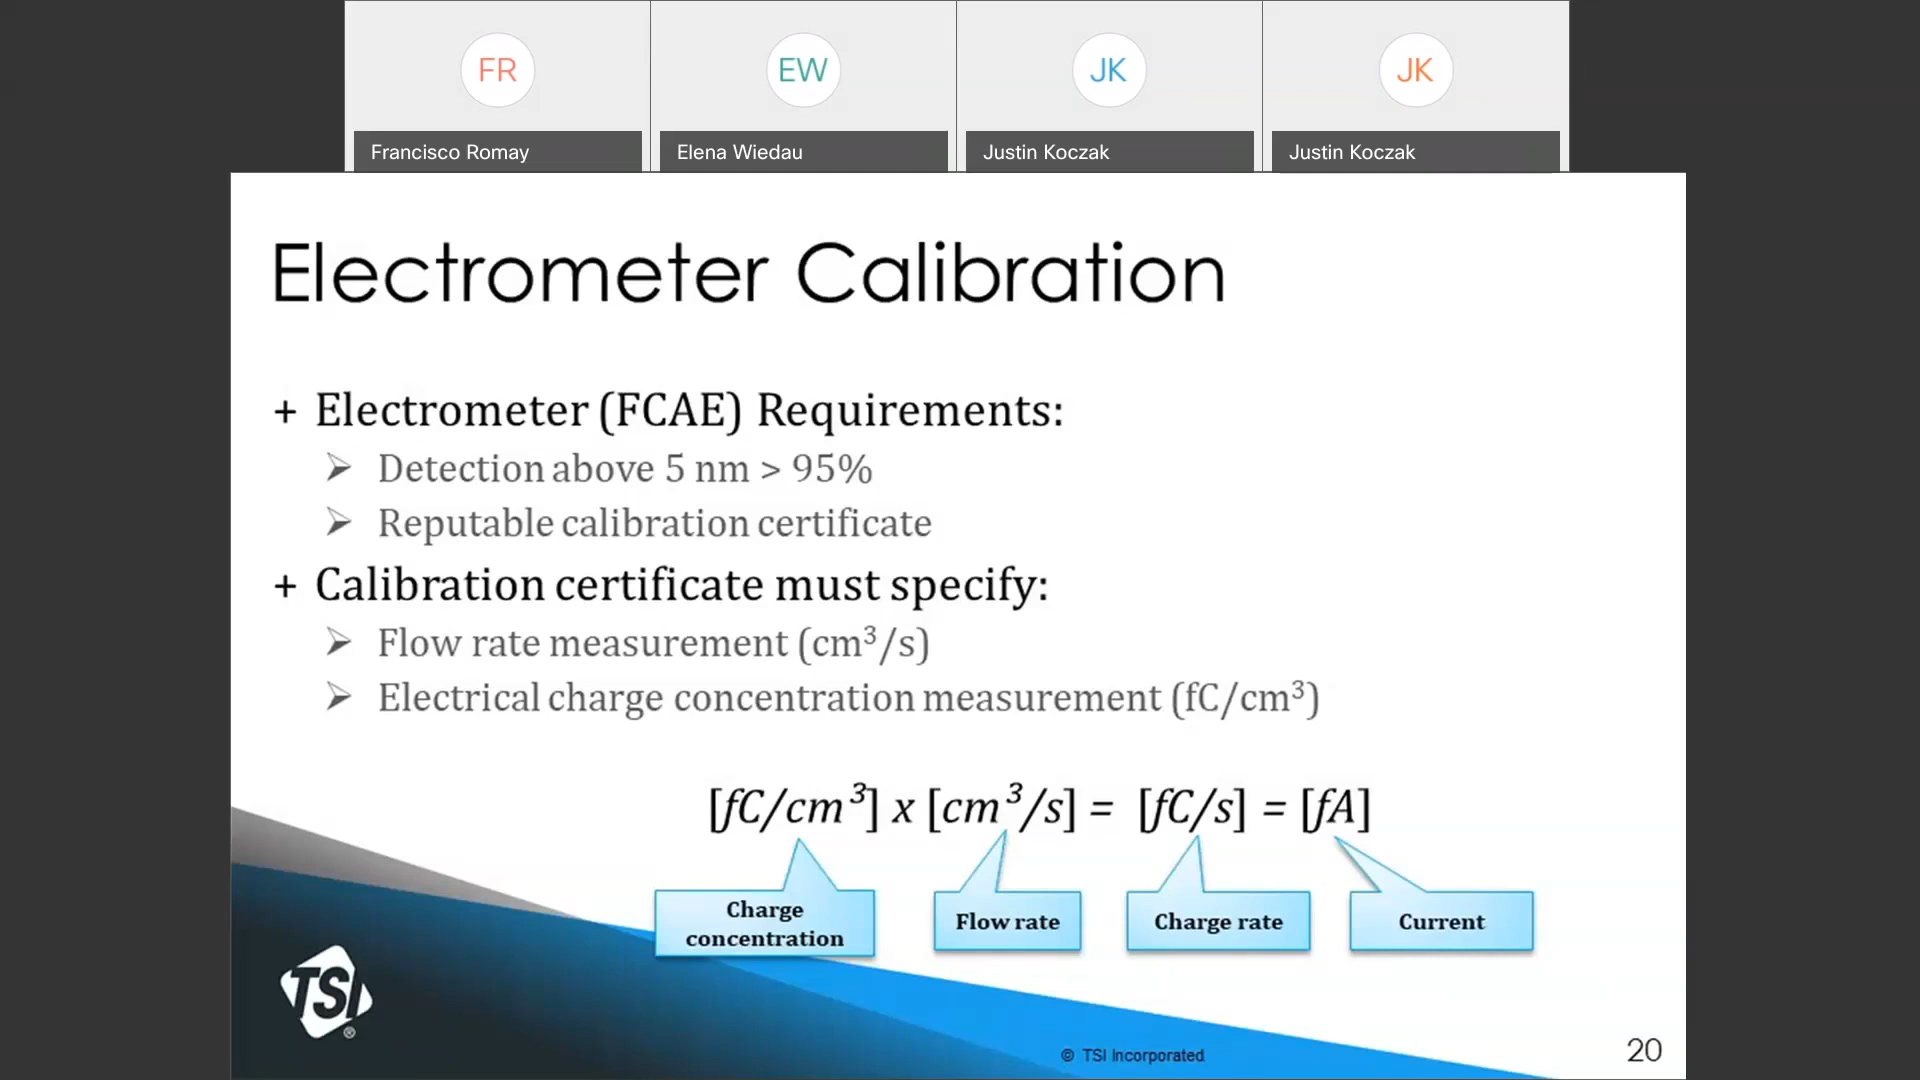 FR
EW
JK
JK
Francisco Romay
Elena Wiedau
Justin Koczak
Justin Koczak
Electrometer Calibration
+ Electrometer (FCAE) Requirements:
➢ Detection above 5 nm > 95%
➢ Reputable calibration certificate
+ Calibration certificate must specify:
➢ Flow rate measurement (cm³/s)
➢ Electrical charge concentration measurement (fC/cm³)
[fC/cm³] x [cm³/s] = [fC/s] = [fA]
Charge
concentration
Flow rate
Charge rate
Current
TSI®
© TSI Incorporated
20